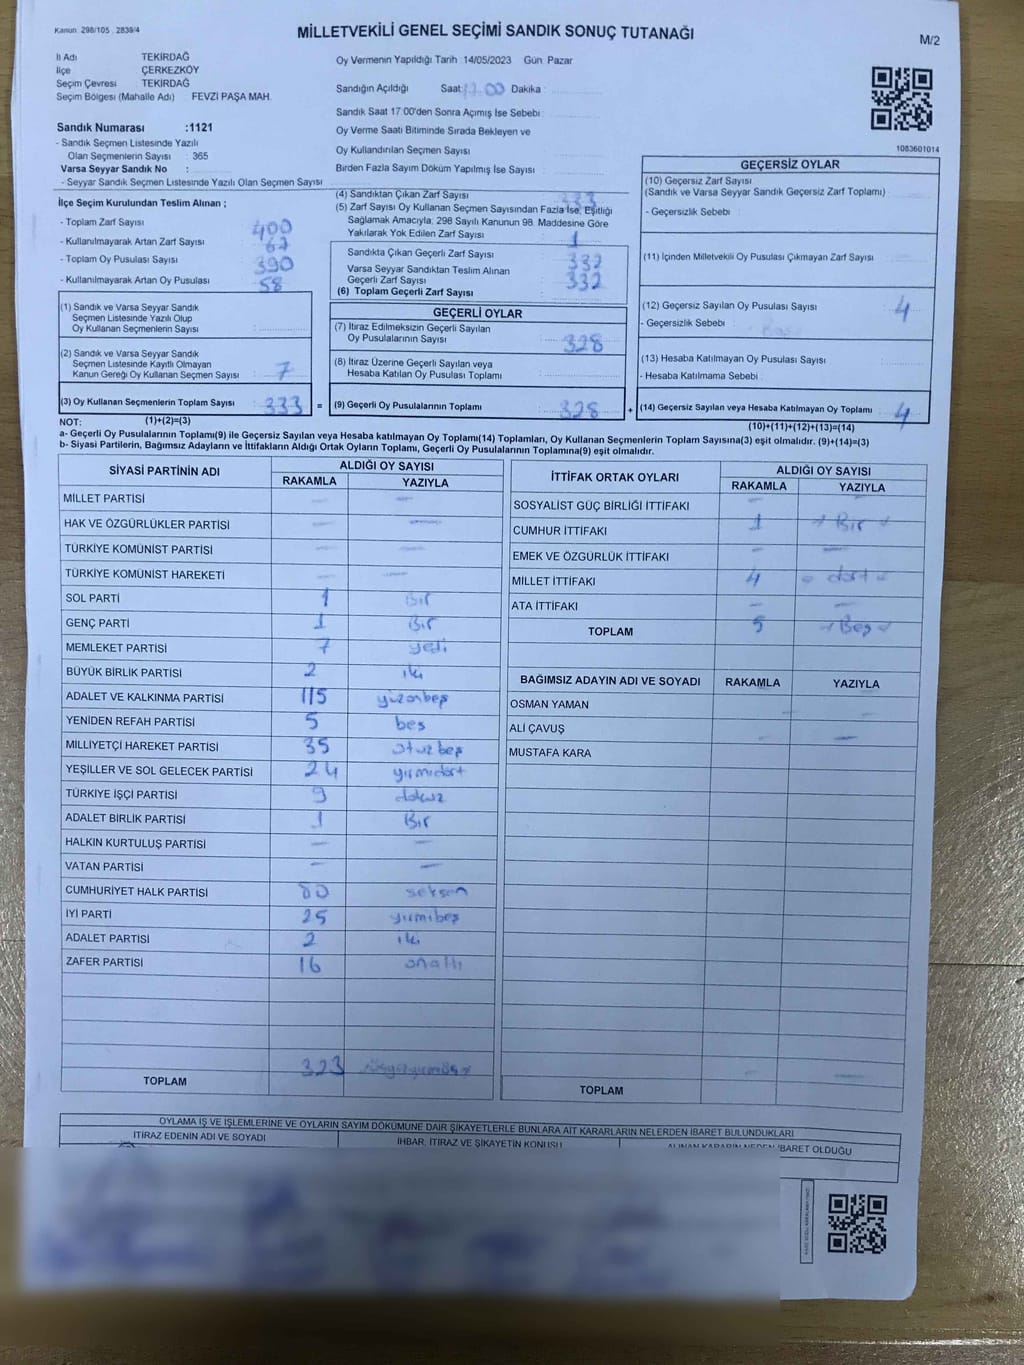 Kanun: 298/105 , 2839/4
MİLLETVEKİLİ GENEL SEÇİMİ SANDIK SONUÇ TUTANAĞI
M/2
İl Adı TEKİRDAĞ
İlçe ÇERKEZKÖY
Seçim Çevresi TEKİRDAĞ
Seçim Bölgesi (Mahalle Adı) : FEVZİ PAŞA MAH.
Oy Vermenin Yapıldığı Tarih :14/05/2023 Gün: Pazar
Sandığın Açıldığı Saat: 17.00 Dakika :
Sandık Saat 17:00'den Sonra Açımış İse Sebebi :
Oy Verme Saati Bitiminde Sırada Bekleyen ve
Oy Kullandırılan Seçmen Sayısı
Birden Fazla Sayım Döküm Yapılmış İse Sayısı :
1083601014
Sandık Numarası :1121
- Sandık Seçmen Listesinde Yazılı
Olan Seçmenlerin Sayısı : 365
Varsa Seyyar Sandık No :
- Seyyar Sandık Seçmen Listesinde Yazılı Olan Seçmen Sayısı :
İlçe Seçim Kurulundan Teslim Alınan ;
- Toplam Zarf Sayısı : 400
- Kullanılmayarak Artan Zarf Sayısı : 67
- Toplam Oy Pusulası Sayısı : 390
- Kullanılmayarak Artan Oy Pusulası : 58
(1) Sandık ve Varsa Seyyar Sandık
Seçmen Listesinde Yazılı Olup
Oy Kullanan Seçmenlerin Sayısı :
(2) Sandık ve Varsa Seyyar Sandık
Seçmen Listesinde Kayıtlı Olmayan
Kanun Gereği Oy Kullanan Seçmen Sayısı : 7
(3) Oy Kullanan Seçmenlerin Toplam Sayısı : 333 =
(1)+(2)=(3)
(4) Sandıktan Çıkan Zarf Sayısı : 333
(5) Zarf Sayısı Oy Kullanan Seçmen Sayısından Fazla İse, Eşitliği
Sağlamak Amacıyla; 298 Sayılı Kanunun 98. Maddesine Göre
Yakılarak Yok Edilen Zarf Sayısı : 1
Sandıkta Çıkan Geçerli Zarf Sayısı : 332
Varsa Seyyar Sandıktan Teslim Alınan
Geçerli Zarf Sayısı : 332
(6) Toplam Geçerli Zarf Sayısı :
GEÇERLİ OYLAR
(7) İtiraz Edilmeksizin Geçerli Sayılan
Oy Pusulalarının Sayısı : 328
(8) İtiraz Üzerine Geçerli Sayılan veya
Hesaba Katılan Oy Pusulası Toplamı :
(9) Geçerli Oy Pusulalarının Toplamı : 328 +
GEÇERSİZ OYLAR
(10) Geçersiz Zarf Sayısı
(Sandık ve Varsa Seyyar Sandık Geçersiz Zarf Toplamı) :
- Geçersizlik Sebebi :
(11) İçinden Milletvekili Oy Pusulası Çıkmayan Zarf Sayısı :
(12) Geçersiz Sayılan Oy Pusulası Sayısı : 4
- Geçersizlik Sebebi :
(13) Hesaba Katılmayan Oy Pusulası Sayısı :
- Hesaba Katılmama Sebebi :
(14) Geçersiz Sayılan veya Hesaba Katılmayan Oy Toplamı : 4
(10)+(11)+(12)+(13)=(14)
NOT:
a- Geçerli Oy Pusulalarının Toplamı(9) ile Geçersiz Sayılan veya Hesaba katılmayan Oy Toplamı(14) Toplamları, Oy Kullanan Seçmenlerin Toplam Sayısına(3) eşit olmalıdır. (9)+(14)=(3)
b- Siyasi Partilerin, Bağımsız Adayların ve İttifakların Aldığı Ortak Oyların Toplamı, Geçerli Oy Pusulalarının Toplamına(9) eşit olmalıdır.
SİYASİ PARTİNİN ADI ALDIĞI OY SAYISI
RAKAMLA YAZIYLA
MİLLET PARTİSİ — —
HAK VE ÖZGÜRLÜKLER PARTİSİ — —
TÜRKİYE KOMÜNİST PARTİSİ — —
TÜRKİYE KOMÜNİST HAREKETİ — —
SOL PARTİ 1 Bir
GENÇ PARTİ 1 Bir
MEMLEKET PARTİSİ 7 yedi
BÜYÜK BİRLİK PARTİSİ 2 iki
ADALET VE KALKINMA PARTİSİ 115 yüzonbeş
YENİDEN REFAH PARTİSİ 5 beş
MİLLİYETÇİ HAREKET PARTİSİ 35 otuzbeş
YEŞİLLER VE SOL GELECEK PARTİSİ 24 yirmidört
TÜRKİYE İŞÇİ PARTİSİ 9 dokuz
ADALET BİRLİK PARTİSİ 1 Bir
HALKIN KURTULUŞ PARTİSİ — —
VATAN PARTİSİ — —
CUMHURİYET HALK PARTİSİ 80 seksen
İYİ PARTİ 25 yirmibeş
ADALET PARTİSİ 2 iki
ZAFER PARTİSİ 16 onaltı
TOPLAM 323
İTTİFAK ORTAK OYLARI ALDIĞI OY SAYISI
RAKAMLA YAZIYLA
SOSYALİST GÜÇ BİRLİĞİ İTTİFAKI — —
CUMHUR İTTİFAKI 1 Bir
EMEK VE ÖZGÜRLÜK İTTİFAKI — —
MİLLET İTTİFAKI 4 dört
ATA İTTİFAKI — —
TOPLAM 5 Beş
BAĞIMSIZ ADAYIN ADI VE SOYADI RAKAMLA YAZIYLA
OSMAN YAMAN — —
ALİ ÇAVUŞ — —
MUSTAFA KARA
TOPLAM — —
OYLAMA İŞ VE İŞLEMLERİNE VE OYLARIN SAYIM DÖKÜMÜNE DAİR ŞİKAYETLERLE BUNLARA AİT KARARLARIN NELERDEN İBARET BULUNDUKLARI
İTİRAZ EDENİN ADI VE SOYADI İHBAR, İTİRAZ VE ŞİKAYETİN KONUSU ALINAN KARARIN NEDEN İBARET OLDUĞU